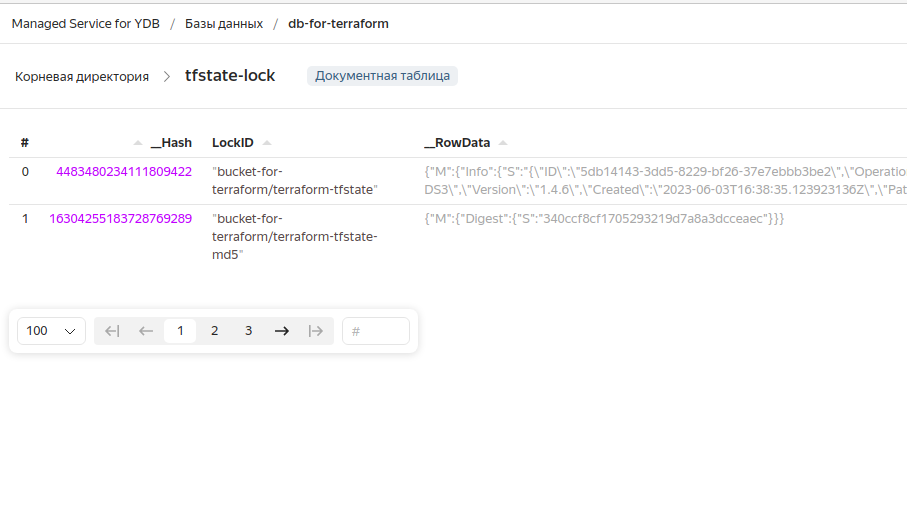 Managed Service for YDB / Базы данных / db-for-terraform
Корневая директория > tfstate-lock Документная таблица
# __Hash LockID __RowData
0 4483480234111809422 "bucket-for-terraform/terraform-tfstate" {"M":{"Info":{"S":"{\"ID\":\"5db14143-3dd5-8229-bf26-37e7ebbb3be2\",\"Operatio
DS3\",\"Version\":\"1.4.6\",\"Created\":\"2023-06-03T16:38:35.123923136Z\",\"Pat
1 16304255183728769289 "bucket-for-terraform/terraform-tfstate-md5" {"M":{"Digest":{"S":"340ccf8cf1705293219d7a8a3dcceaec"}}}
100 1 2 3 #